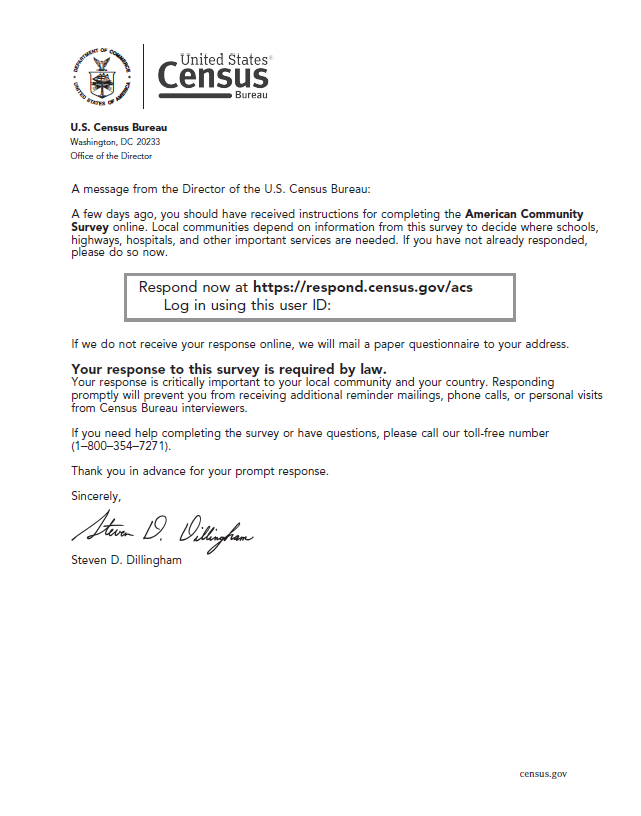 DEPARTMENT OF COMMERCE
UNITED STATES OF AMERICA
United States®
Census
Bureau
U.S. Census Bureau
Washington, DC 20233
Office of the Director
A message from the Director of the U.S. Census Bureau:
A few days ago, you should have received instructions for completing the American Community
Survey online. Local communities depend on information from this survey to decide where schools,
highways, hospitals, and other important services are needed. If you have not already responded,
please do so now.
Respond now at https://respond.census.gov/acs
Log in using this user ID:
If we do not receive your response online, we will mail a paper questionnaire to your address.
Your response to this survey is required by law.
Your response is critically important to your local community and your country. Responding
promptly will prevent you from receiving additional reminder mailings, phone calls, or personal visits
from Census Bureau interviewers.
If you need help completing the survey or have questions, please call our toll-free number
(1–800–354–7271).
Thank you in advance for your prompt response.
Sincerely,
Steven D. Dillingham
Steven D. Dillingham
census.gov